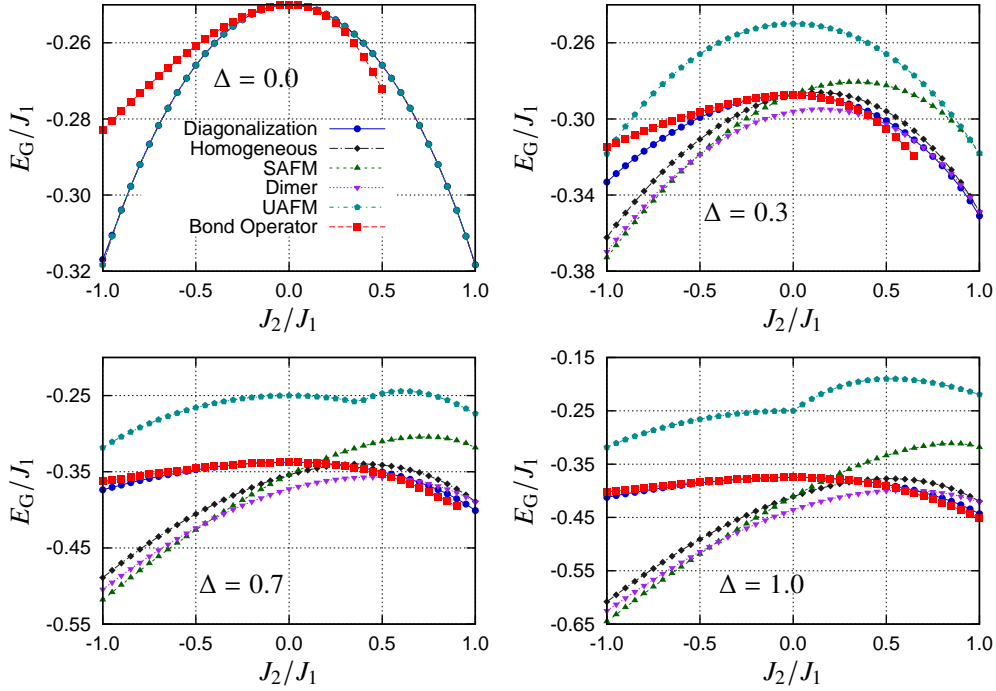 -0.26
-0.28
-0.30
-0.32
E_G/J_1
Δ = 0.0
Diagonalization
Homogeneous
SAFM
Dimer
UAFM
Bond Operator
-1.0 -0.5 0.0 0.5 1.0
J_2/J_1
-0.26
-0.30
-0.34
-0.38
E_G/J_1
Δ = 0.3
-1.0 -0.5 0.0 0.5 1.0
J_2/J_1
-0.25
-0.35
-0.45
-0.55
E_G/J_1
Δ = 0.7
-1.0 -0.5 0.0 0.5 1.0
J_2/J_1
-0.15
-0.25
-0.35
-0.45
-0.55
-0.65
E_G/J_1
Δ = 1.0
-1.0 -0.5 0.0 0.5 1.0
J_2/J_1